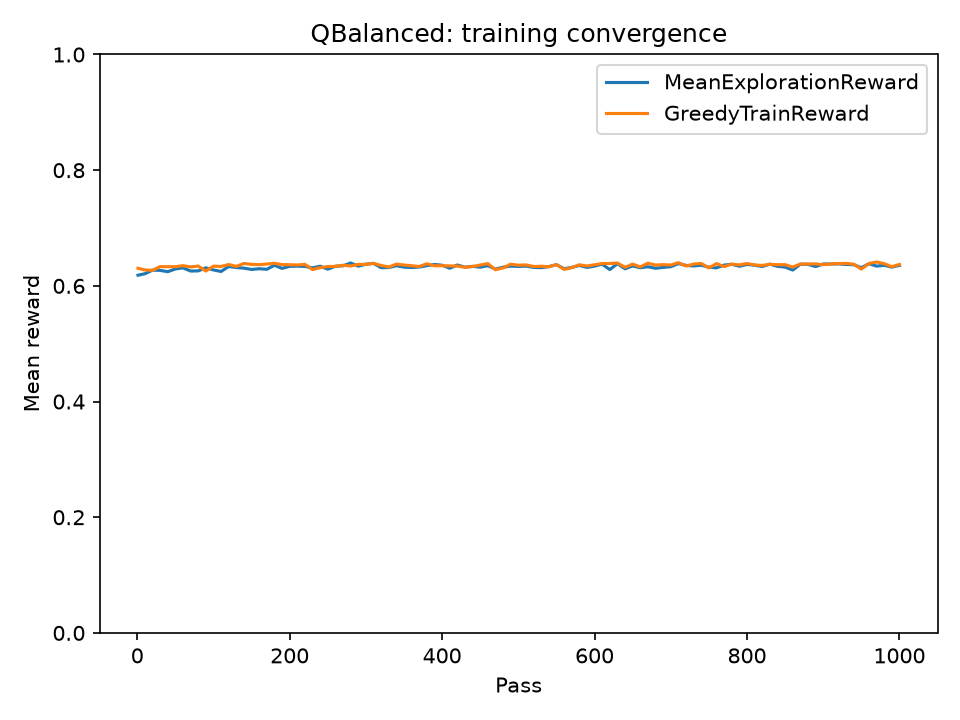 QBalanced: training convergence
MeanExplorationReward
GreedyTrainReward
Mean reward
1.0
0.8
0.6
0.4
0.2
0.0
0 200 400 600 800 1000
Pass